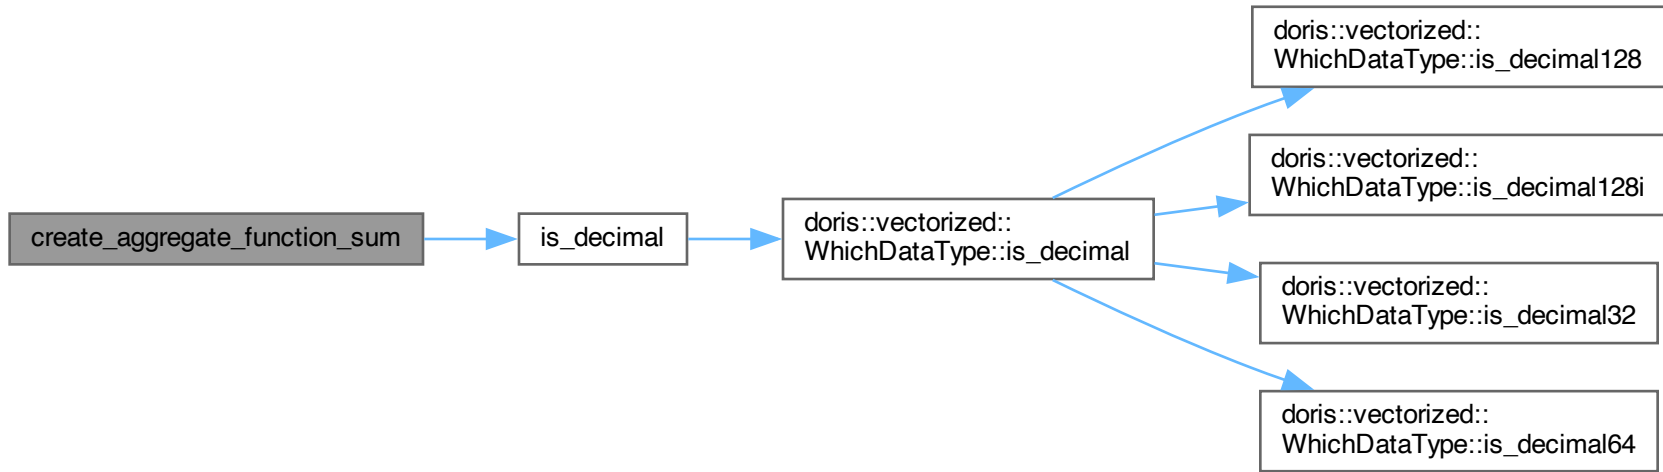 create_aggregate_function_sum
is_decimal
doris::vectorized::
WhichDataType::is_decimal
doris::vectorized::
WhichDataType::is_decimal128
doris::vectorized::
WhichDataType::is_decimal128i
doris::vectorized::
WhichDataType::is_decimal32
doris::vectorized::
WhichDataType::is_decimal64